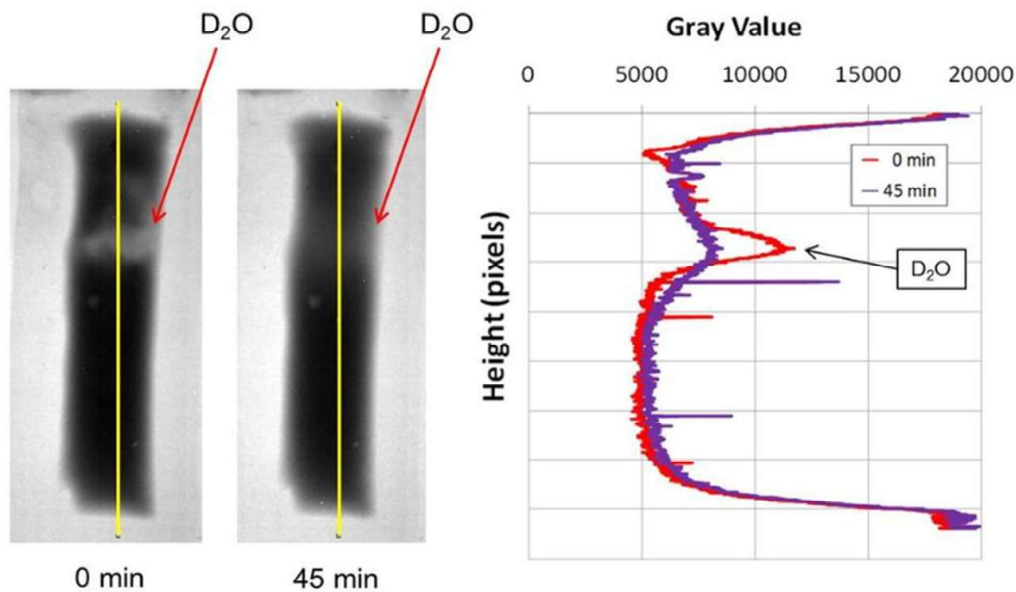 D₂O
D₂O
0 min
45 min
Gray Value
0 5000 10000 15000 20000
Height (pixels)
0 min
45 min
D₂O